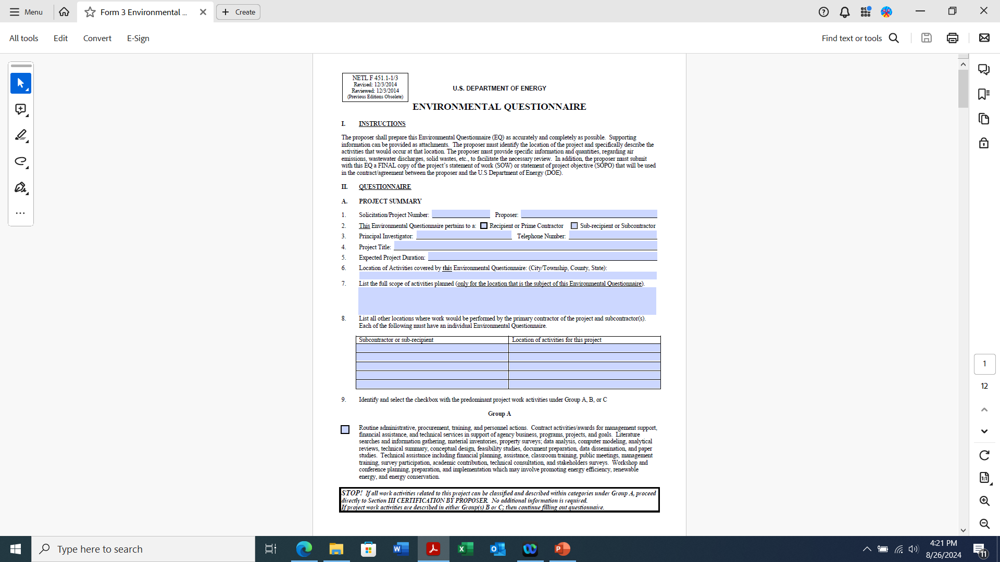 Menu
Form 3 Environmental ...
Create
All tools
Edit
Convert
E-Sign
Find text or tools
NETL F 451.1-1/3
Revised: 12/3/2014
Reviewed: 12/3/2014
(Previous Editions Obsolete)
U.S. DEPARTMENT OF ENERGY
ENVIRONMENTAL QUESTIONNAIRE
I. INSTRUCTIONS
The proposer shall prepare this Environmental Questionnaire (EQ) as accurately and completely as possible. Supporting
information can be provided as attachments. The proposer must identify the location of the project and specifically describe the
activities that would occur at that location. The proposer must provide specific information and quantities, regarding air
emissions, wastewater discharges, solid wastes, etc., to facilitate the necessary review. In addition, the proposer must submit
with this EQ a FINAL copy of the project's statement of work (SOW) or statement of project objective (SOPO) that will be used
in the contract/agreement between the proposer and the U.S Department of Energy (DOE).
II. QUESTIONNAIRE
A. PROJECT SUMMARY
1. Solicitation/Project Number: Proposer:
2. This Environmental Questionnaire pertains to a: Recipient or Prime Contractor Sub-recipient or Subcontractor
3. Principal Investigator: Telephone Number:
4. Project Title:
5. Expected Project Duration:
6. Location of Activities covered by this Environmental Questionnaire: (City/Township, County, State):
7. List the full scope of activities planned (only for the location that is the subject of this Environmental Questionnaire).
8. List all other locations where work would be performed by the primary contractor of the project and subcontractor(s).
Each of the following must have an individual Environmental Questionnaire.
Subcontractor or sub-recipient Location of activities for this project
9. Identify and select the checkbox with the predominant project work activities under Group A, B, or C
Group A
Routine administrative, procurement, training, and personnel actions. Contract activities/awards for management support,
financial assistance, and technical services in support of agency business, programs, projects, and goals. Literature
searches and information gathering, material inventories, property surveys; data analysis, computer modeling, analytical
reviews, technical summary, conceptual design, feasibility studies, document preparation, data dissemination, and paper
studies. Technical assistance including financial planning, assistance, classroom training, public meetings, management
training, survey participation, academic contribution, technical consultation, and stakeholders surveys. Workshop and
conference planning, preparation, and implementation which may involve promoting energy efficiency, renewable
energy, and energy conservation.
STOP! If all work activities related to this project can be classified and described within categories under Group A, proceed
directly to Section III CERTIFICATION BY PROPOSER. No additional information is required.
If project work activities are described in either Group(s) B or C; then continue filling out questionnaire.
1
12
Type here to search
4:21 PM
8/26/2024
11